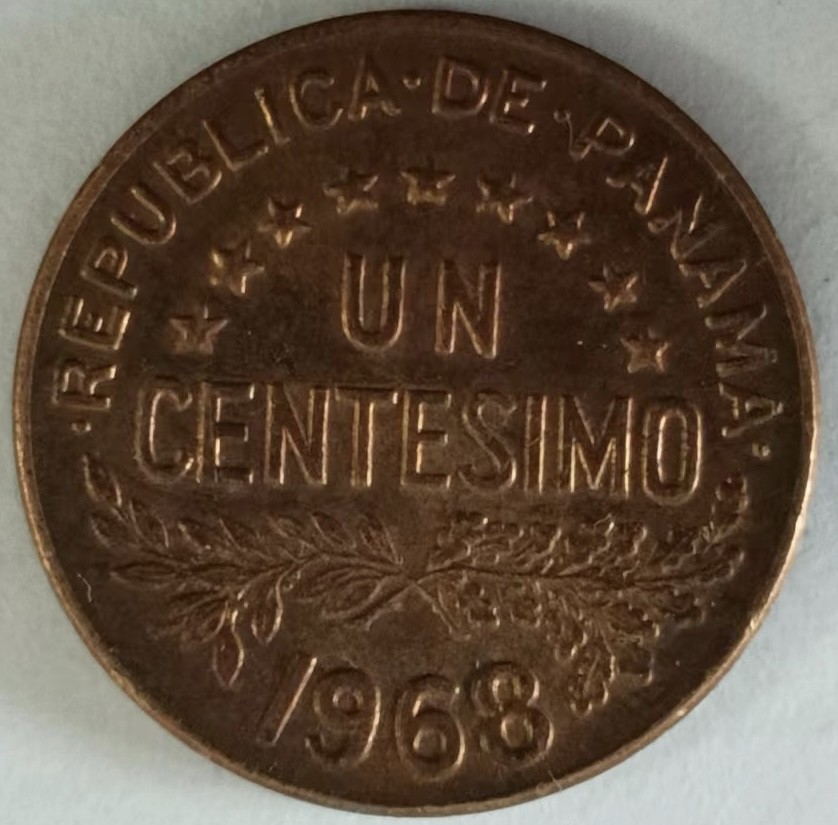 ·REPUBLICA·DE·PANAMA·
UN
CENTESIMO
1968